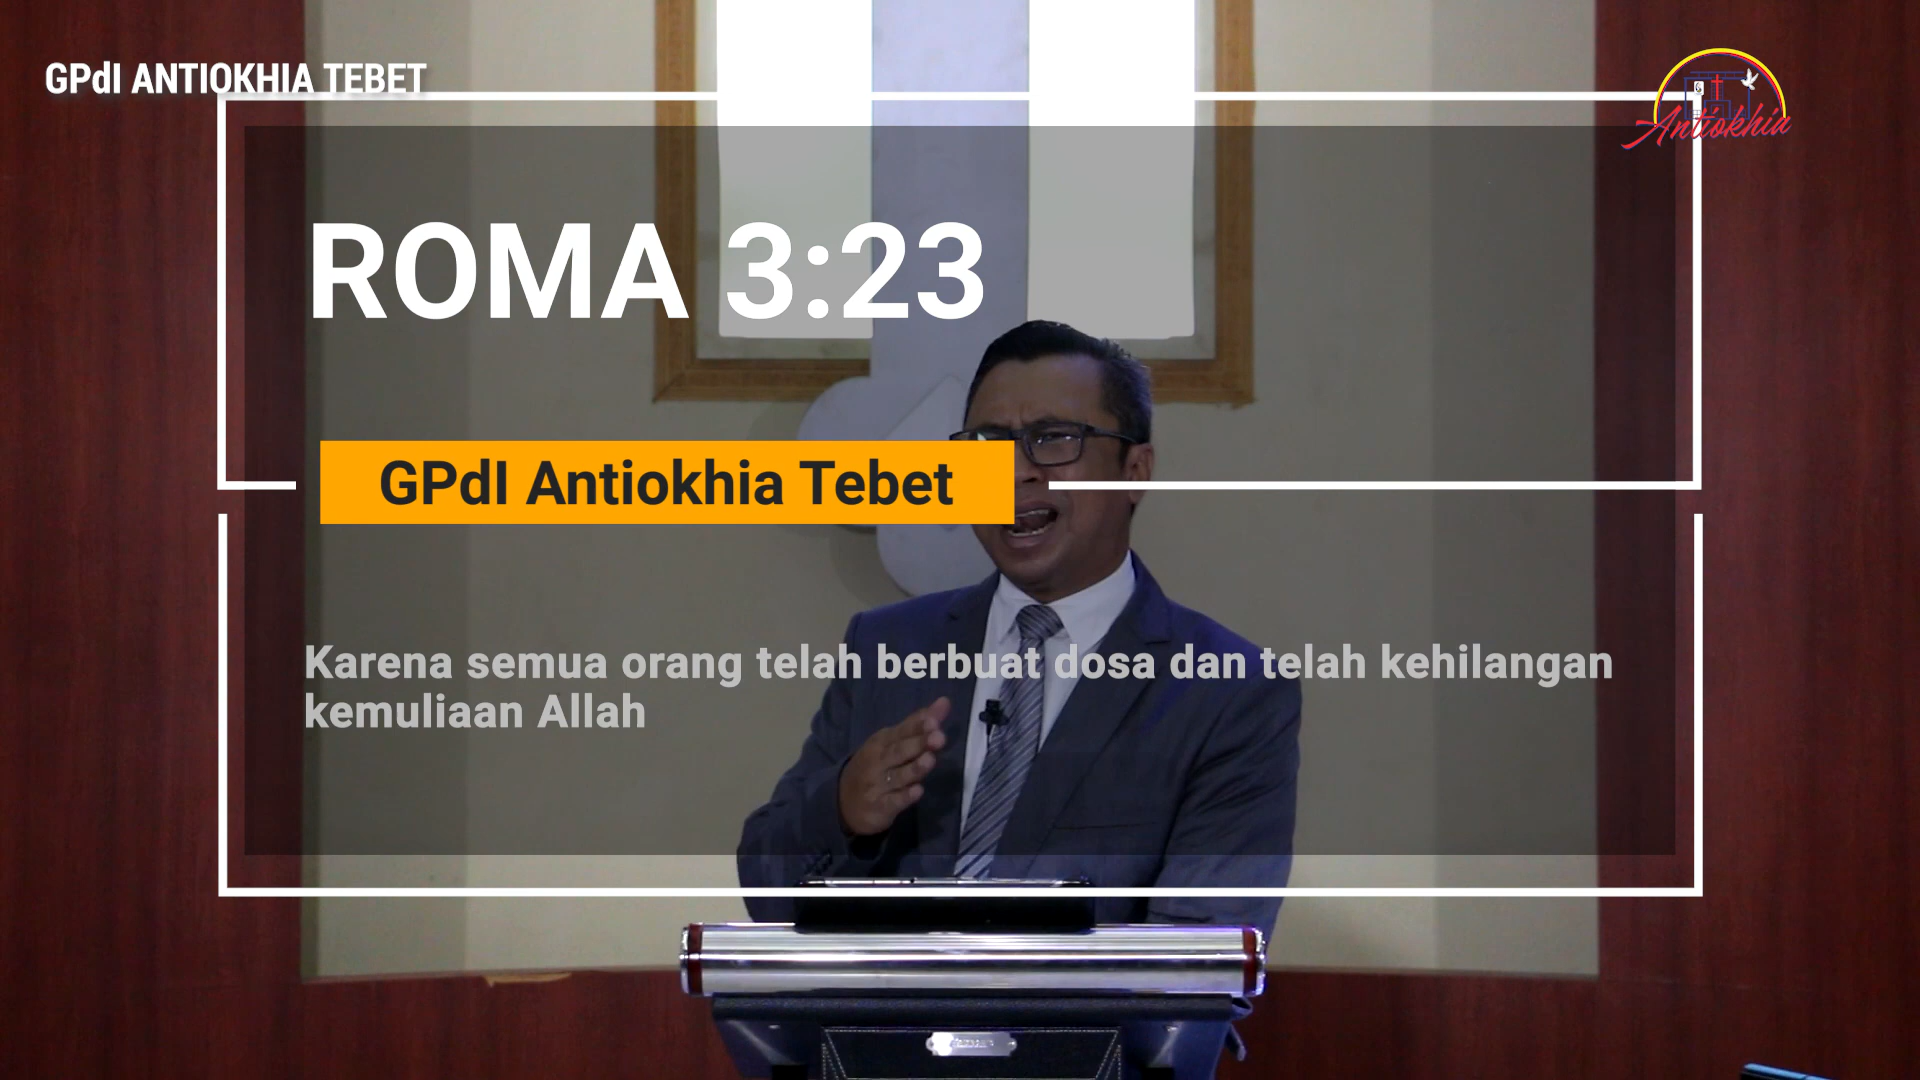 GPdI ANTIOKHIA TEBET
Antiokhia
ROMA 3:23
GPdI Antiokhia Tebet
Karena semua orang telah berbuat dosa dan telah kehilangan
kemuliaan Allah